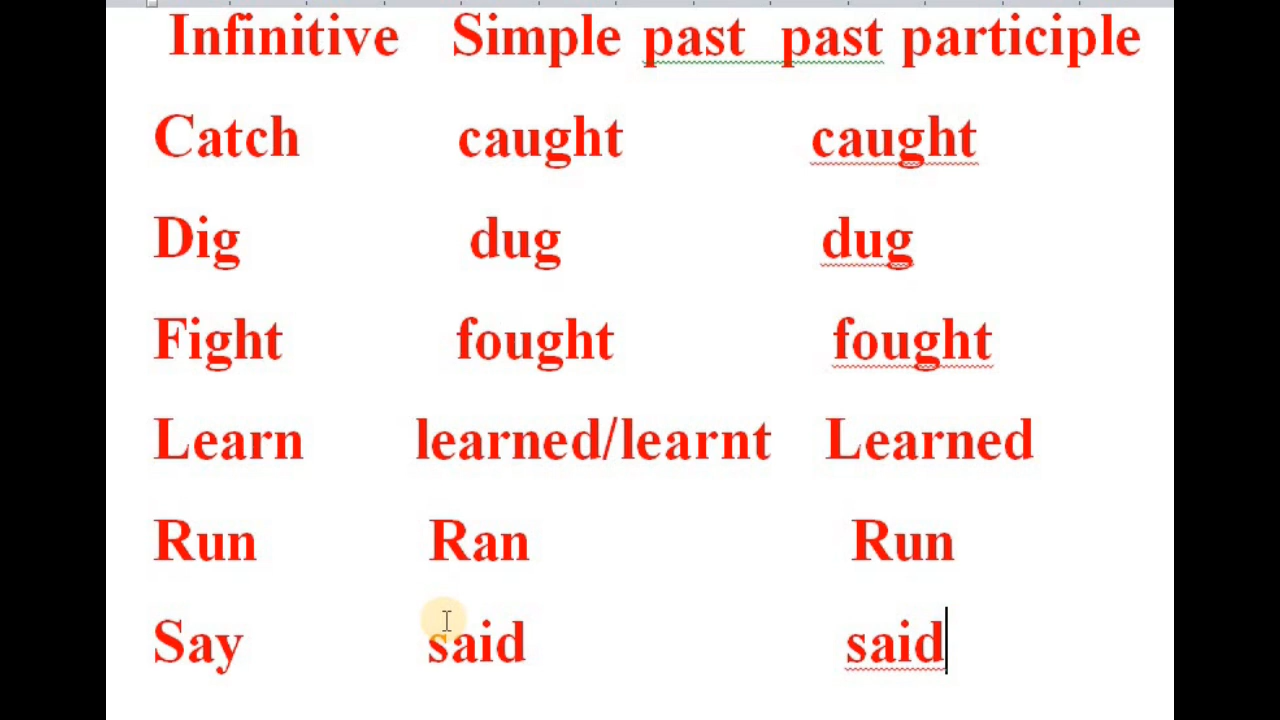 Infinitive Simple past past participle
Catch caught caught
Dig dug dug
Fight fought fought
Learn learned/learnt Learned
Run Ran Run
Say said said